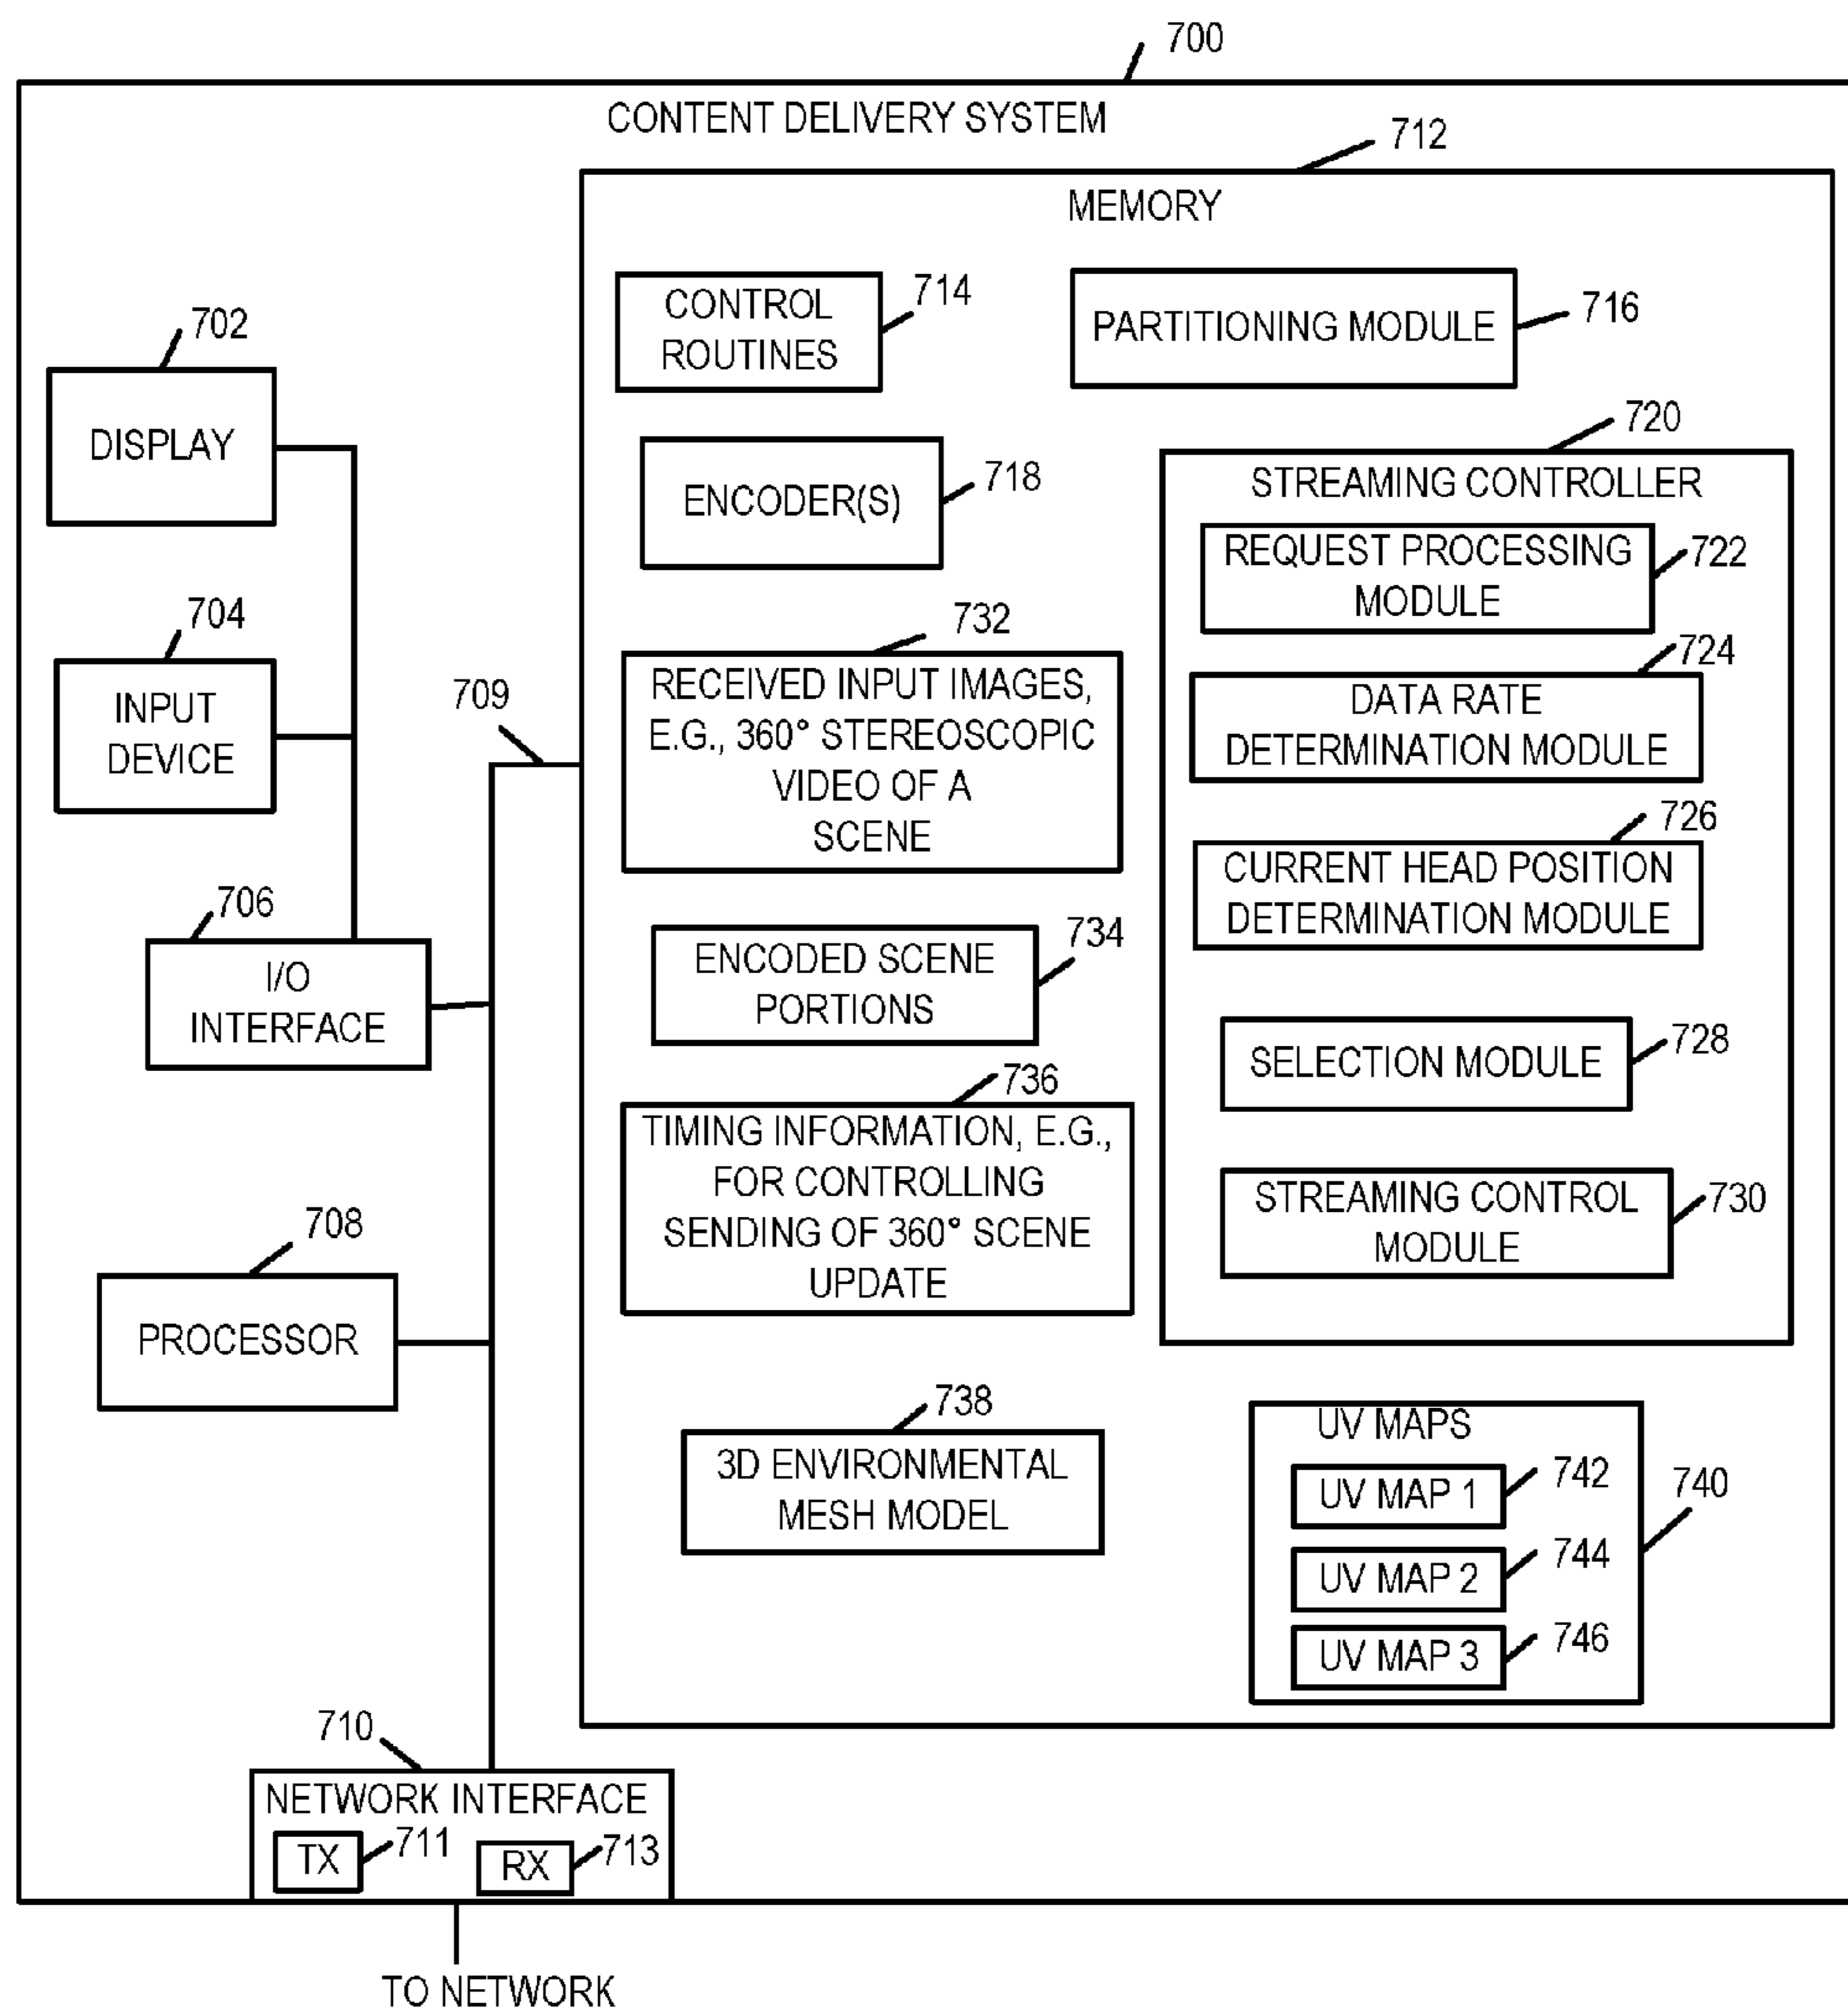 700
CONTENT DELIVERY SYSTEM
712
MEMORY
CONTROL
ROUTINES
714
PARTITIONING MODULE
716
702
DISPLAY
ENCODER(S)
718
720
STREAMING CONTROLLER
REQUEST PROCESSING
MODULE
722
724
DATA RATE
DETERMINATION MODULE
726
CURRENT HEAD POSITION
DETERMINATION MODULE
SELECTION MODULE
728
STREAMING CONTROL
MODULE
730
704
INPUT
DEVICE
709
732
RECEIVED INPUT IMAGES,
E.G., 360° STEREOSCOPIC
VIDEO OF A
SCENE
706
I/O
INTERFACE
ENCODED SCENE
PORTIONS
734
736
TIMING INFORMATION, E.G.,
FOR CONTROLLING
SENDING OF 360° SCENE
UPDATE
708
PROCESSOR
738
3D ENVIRONMENTAL
MESH MODEL
UV MAPS
UV MAP 1
742
740
UV MAP 2
744
UV MAP 3
746
710
NETWORK INTERFACE
TX
711
RX
713
TO NETWORK